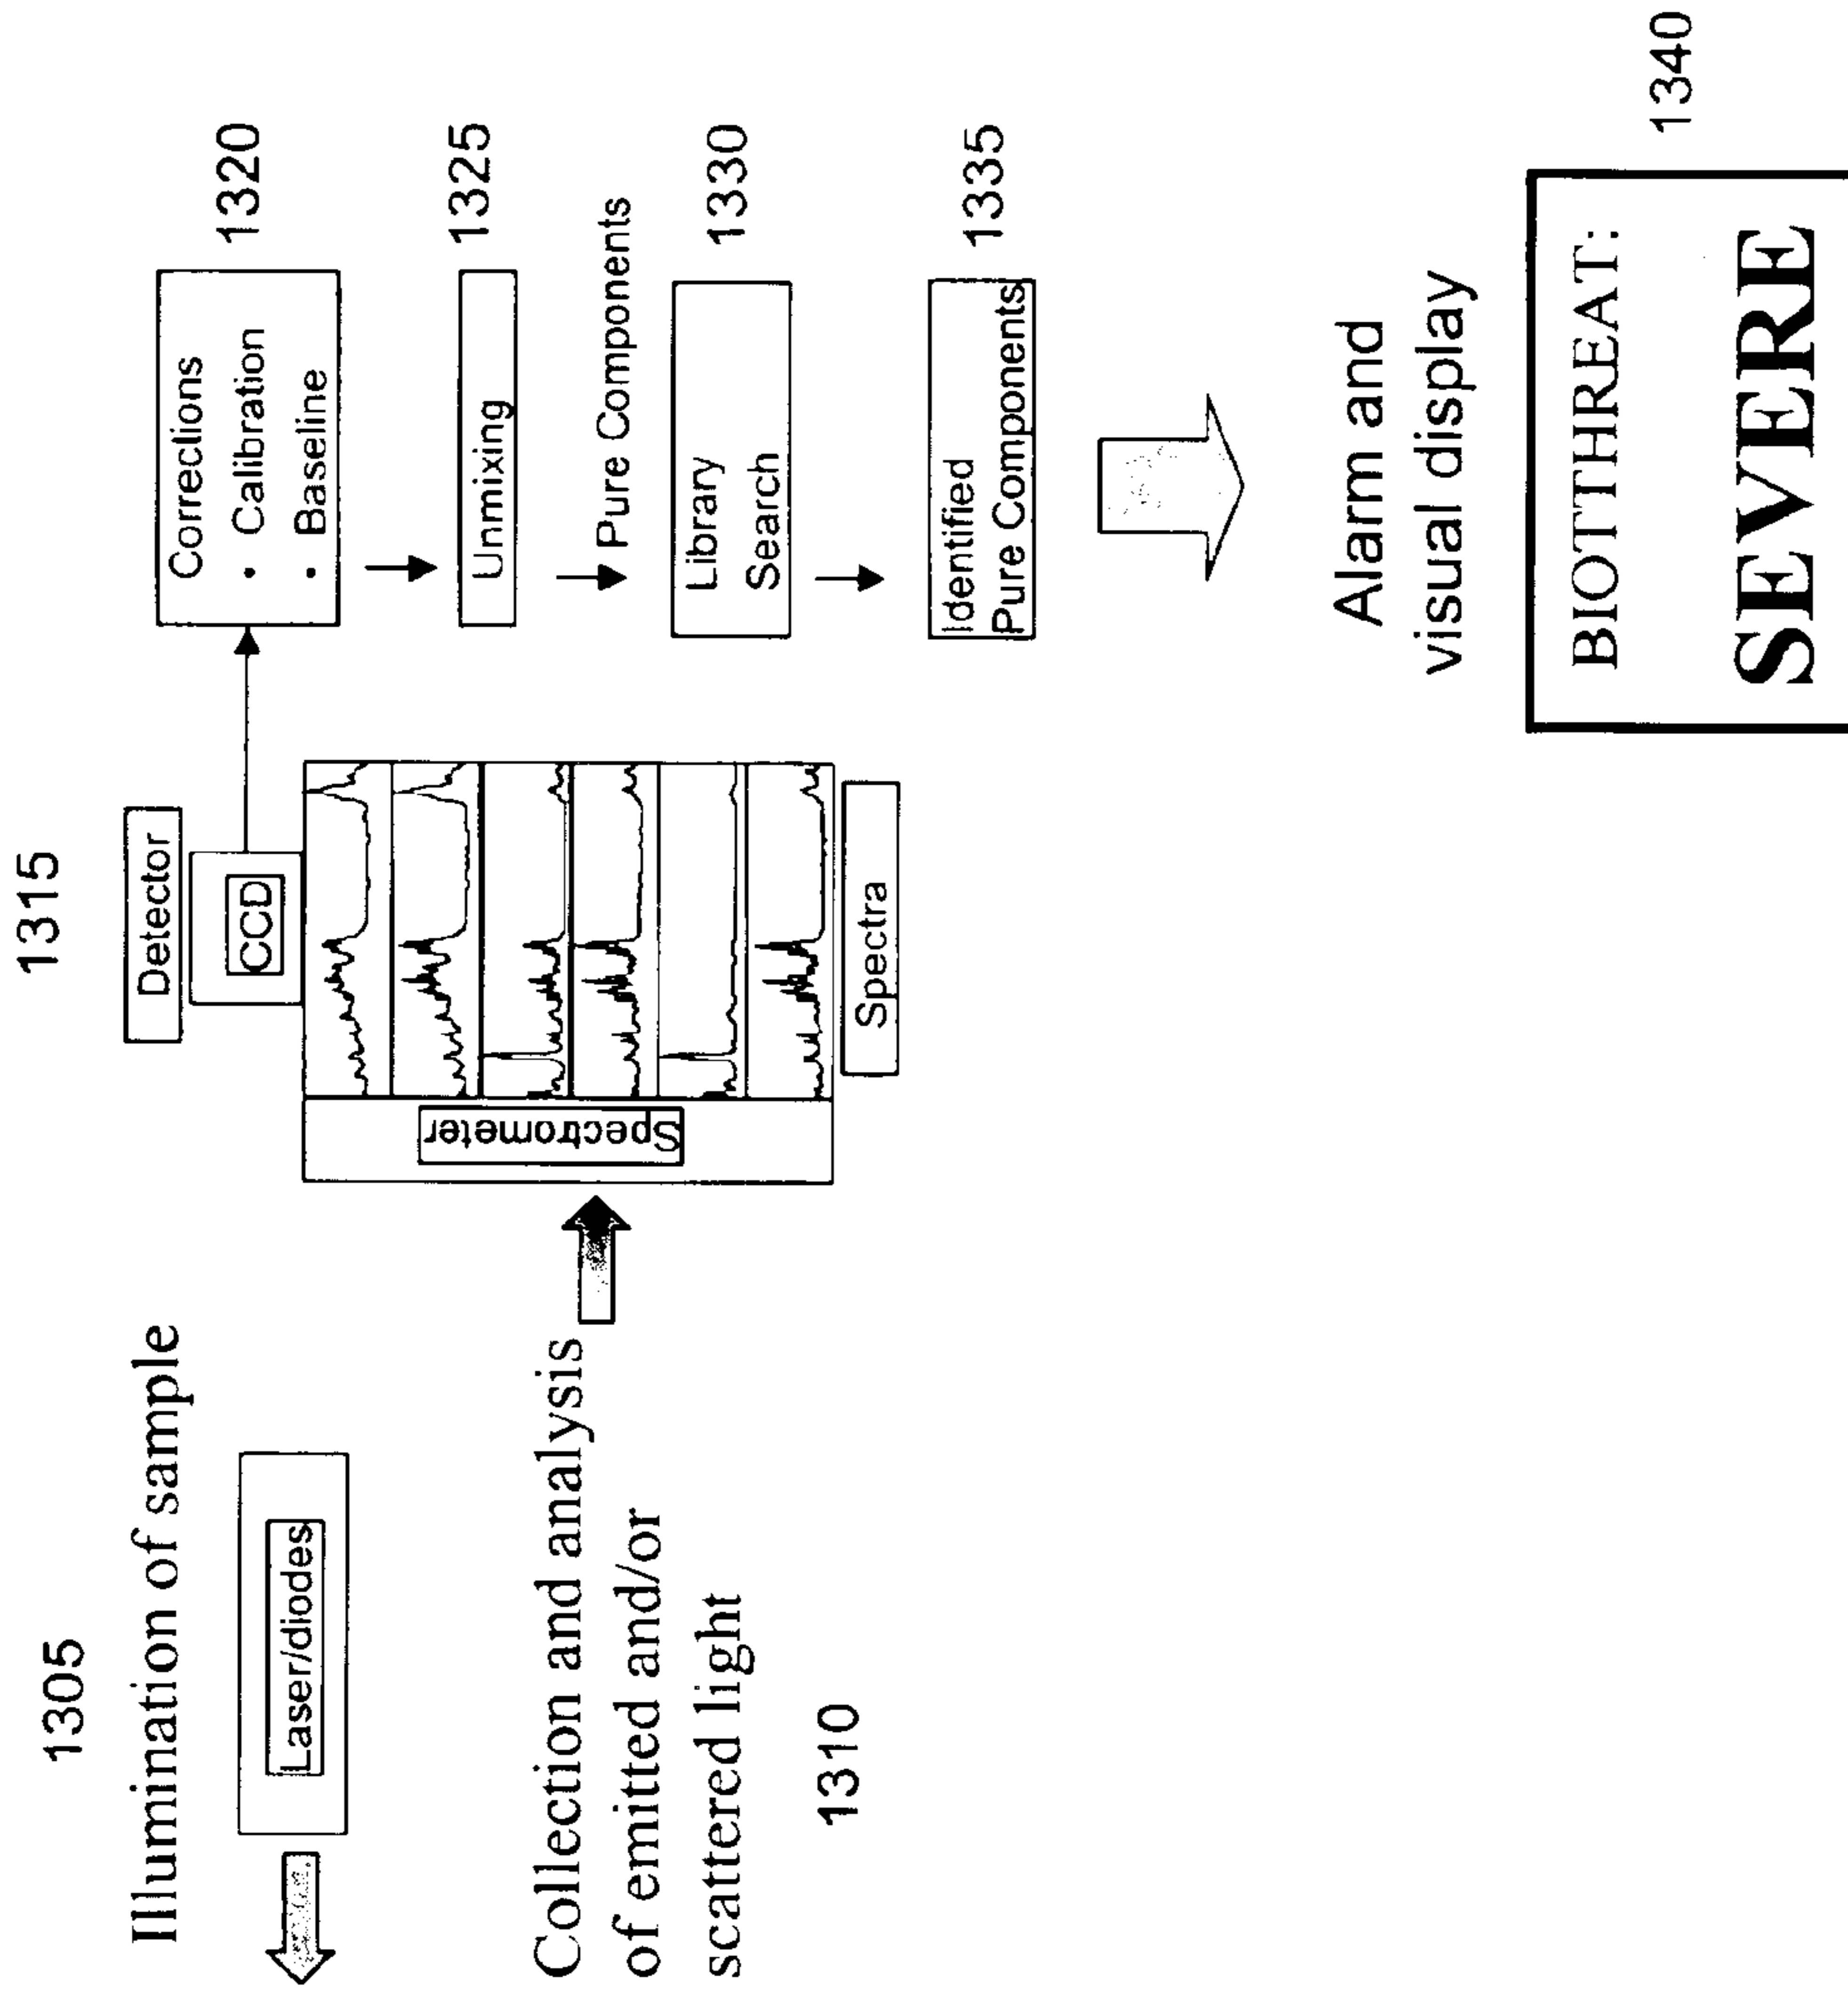 1305
Illumination of sample
Laser/diodes
Collection and analysis
of emitted and/or
scattered light
1310
1315
Detector
CCD
Spectrometer
Spectra
Corrections
• Calibration
• Baseline
1320
Unmixing
1325
Pure Components
Library
Search
1330
Identified
Pure Components
1335
Alarm and
visual display
BIOTTHREAT:
SEVERE
1340